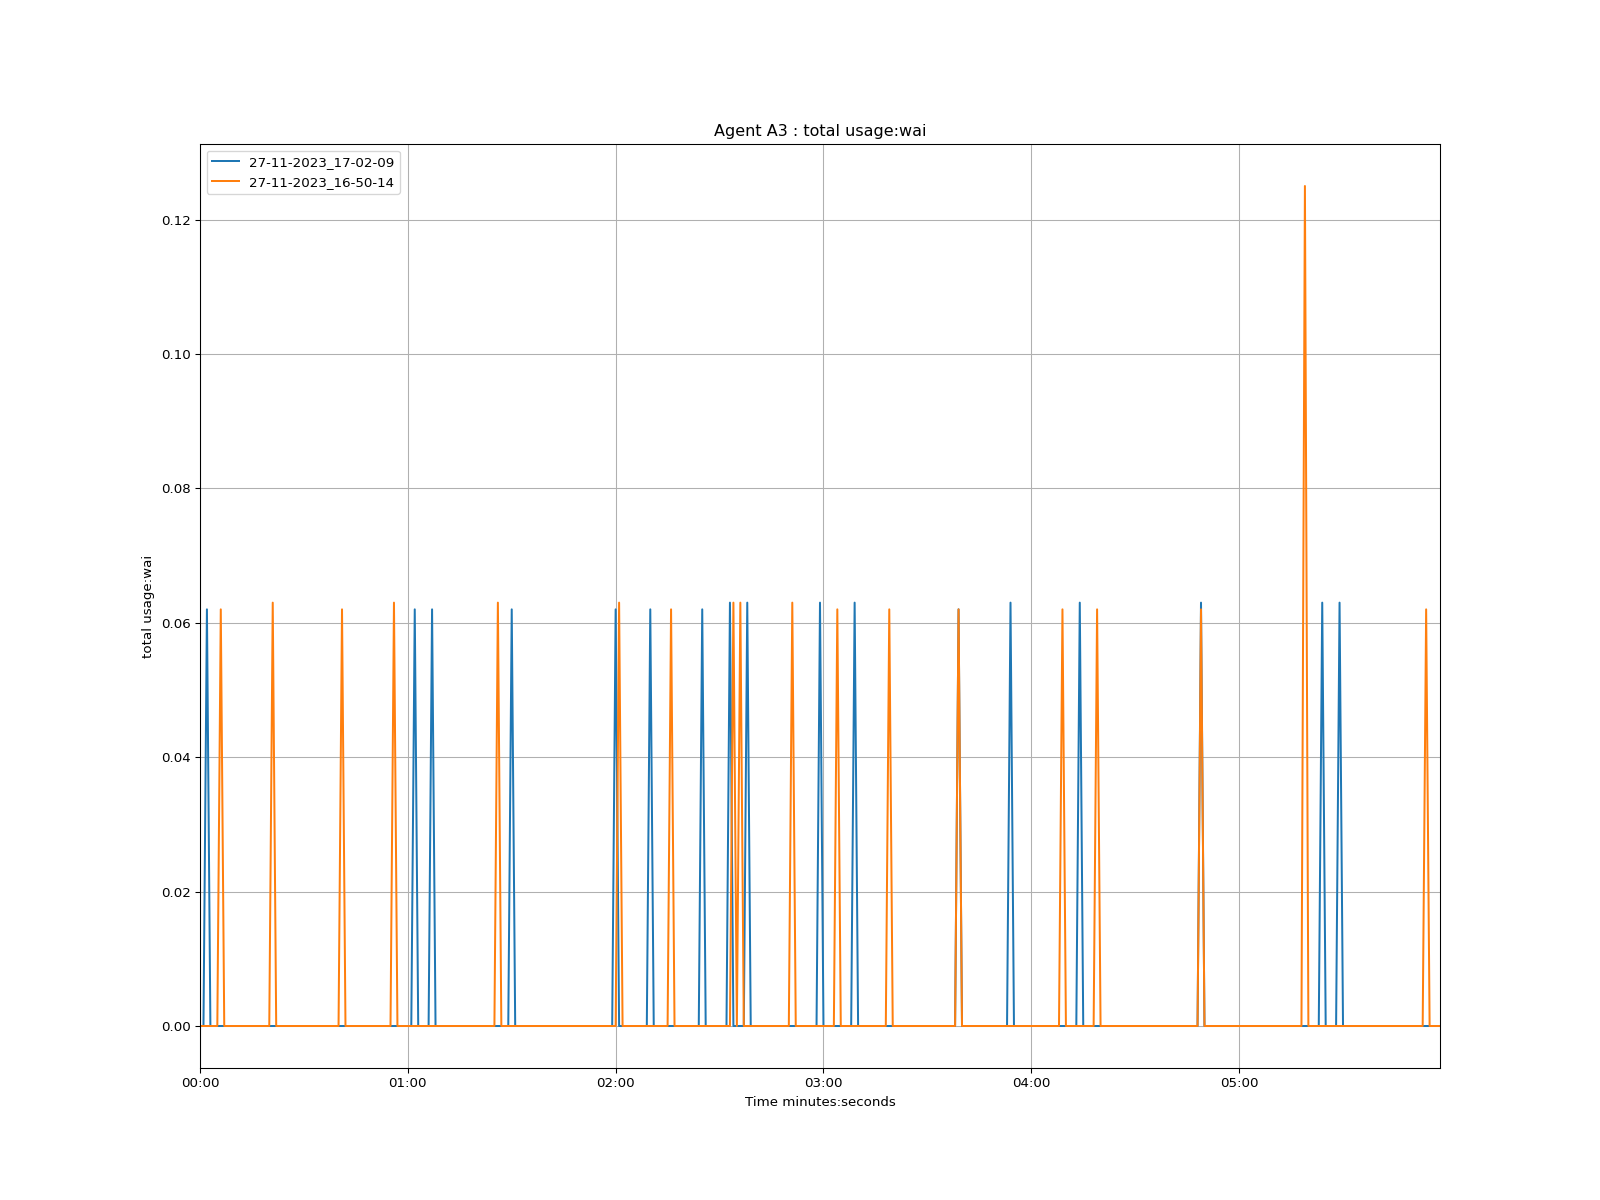 Agent A3 : total usage:wai
27-11-2023_17-02-09
27-11-2023_16-50-14
0.12
0.10
0.08
0.06
0.04
0.02
0.00
total usage:wai
00:00 01:00 02:00 03:00 04:00 05:00
Time minutes:seconds